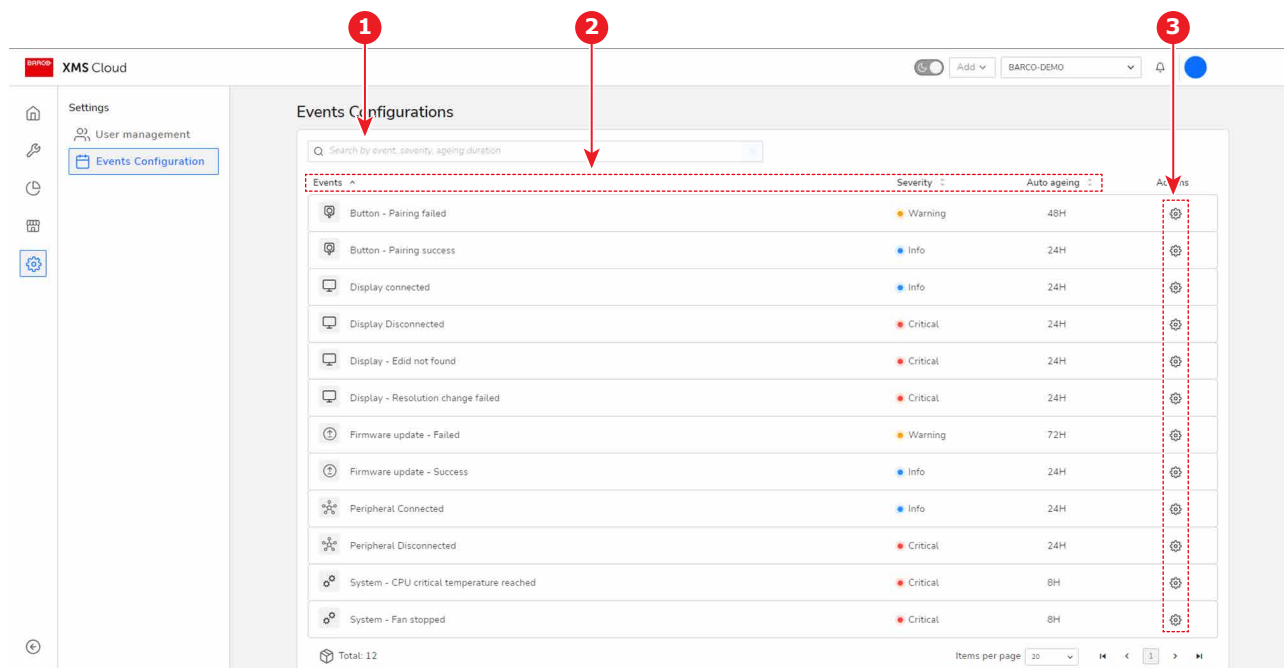 1 2 3
BARCO XMS Cloud Add BARCO-DEMO
Settings
User management
Events Configuration
Events Configurations
Search by event, severity, ageing duration
Events Severity Auto ageing Actions
Button - Pairing failed Warning 48H
Button - Pairing success Info 24H
Display connected Info 24H
Display Disconnected Critical 24H
Display - Edid not found Critical 24H
Display - Resolution change failed Critical 24H
Firmware update - Failed Warning 72H
Firmware update - Success Info 24H
Peripheral Connected Info 24H
Peripheral Disconnected Critical 24H
System - CPU critical temperature reached Critical 8H
System - Fan stopped Critical 8H
Total: 12 Items per page 20 1